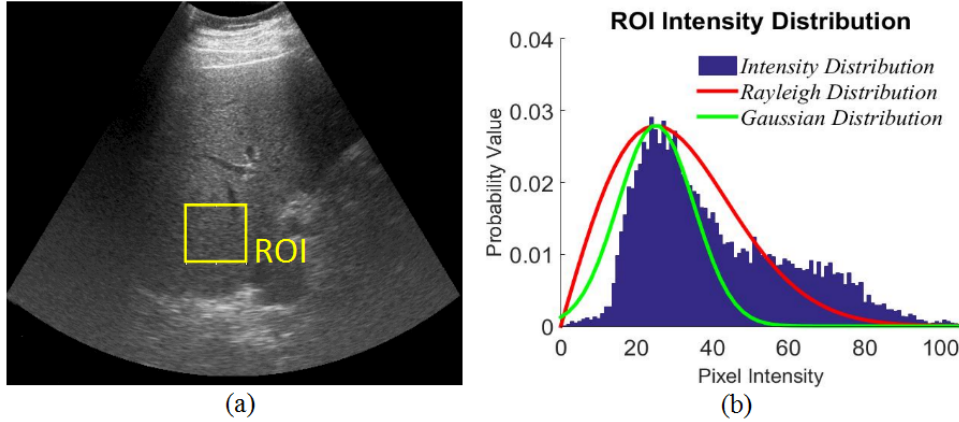 ROI
(a)
ROI Intensity Distribution
Intensity Distribution
Rayleigh Distribution
Gaussian Distribution
Probability Value
0.04
0.03
0.02
0.01
0
0 20 40 60 80 100
Pixel Intensity
(b)